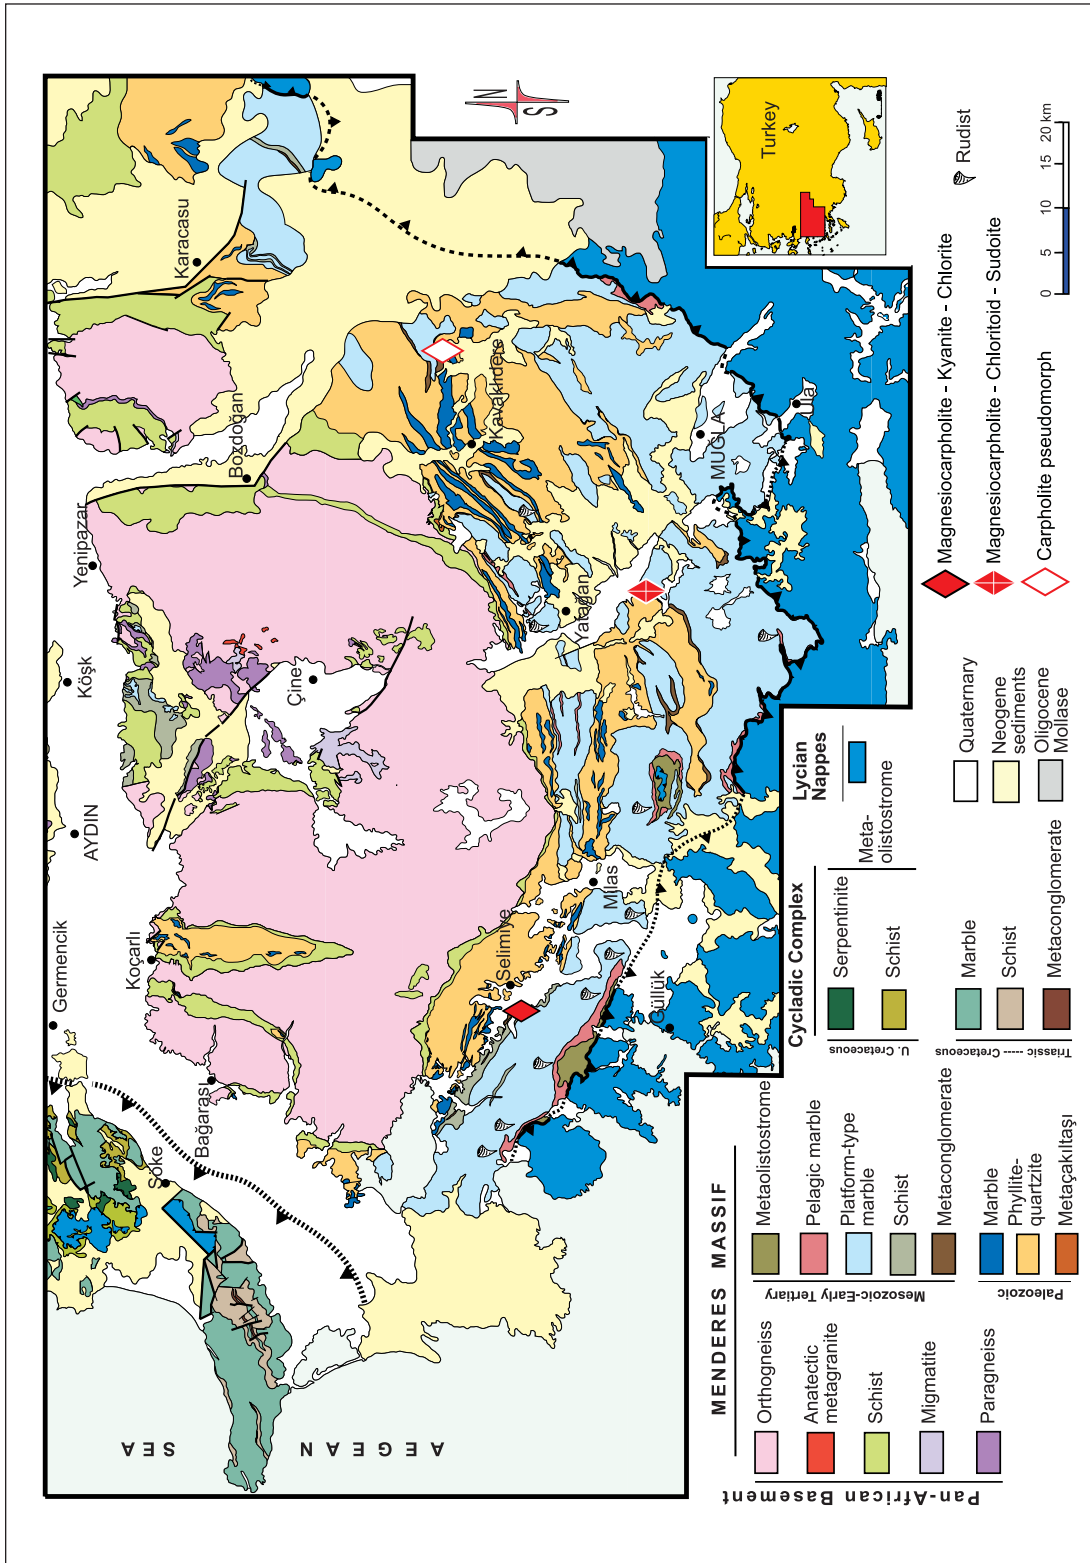 Germencik
AYDIN
Köşk
Yenipazar
Koçarlı
Söke
Bağarası
Çine
Bozdoğan
Karacasu
Selimiye
Milas
Yatağan
Kavaklıdere
MUĞLA
Ula
Güllük
AEGEAN
SEA
N
S
Turkey
MENDERES MASSIF
Pan-African Basement
Orthogneiss
Anatectic
metagranite
Schist
Migmatite
Paragneiss
Mesozoic-Early Tertiary
Metaolistostrome
Pelagic marble
Platform-type
marble
Schist
Metacongomerate
Paleozoic
Marble
Phyllite-
quartzite
Metaçakıltaşı
Cycladic Complex
U. Cretaceous
Serpentinite
Schist
Meta-
olistostrome
Triassic ---- Cretaceous
Marble
Schist
Metaconglomerate
Lycian
Nappes
Quaternary
Neogene
sediments
Oligocene
Mollase
Magnesiocarpholite - Kyanite - Chlorite
Magnesiocarpholite - Chloritoid - Sudoite
Carpholite pseudomorph
Rudist
0 5 10 15 20 km